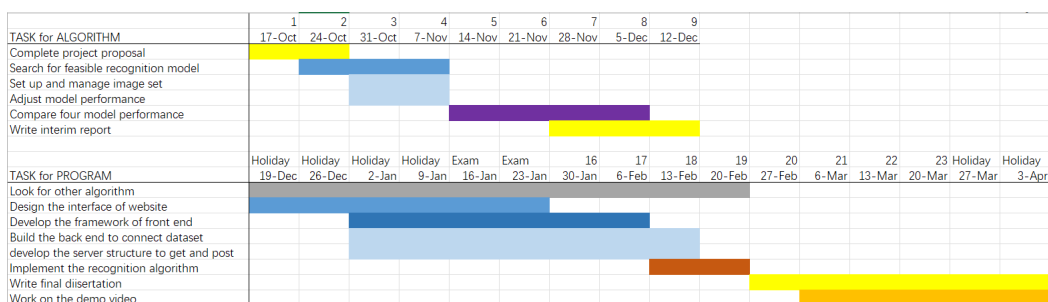 1 2 3 4 5 6 7 8 9
TASK for ALGORITHM 17-Oct 24-Oct 31-Oct 7-Nov 14-Nov 21-Nov 28-Nov 5-Dec 12-Dec
Complete project proposal
Search for feasible recognition model
Set up and manage image set
Adjust model performance
Compare four model performance
Write interim report
Holiday Holiday Holiday Holiday Exam Exam 16 17 18 19 20 21 22 23 Holiday Holiday
TASK for PROGRAM 19-Dec 26-Dec 2-Jan 9-Jan 16-Jan 23-Jan 30-Jan 6-Feb 13-Feb 20-Feb 27-Feb 6-Mar 13-Mar 20-Mar 27-Mar 3-Apr
Look for other algorithm
Design the interface of website
Develop the framework of front end
Build the back end to connect dataset
develop the server structure to get and post
Implement the recognition algorithm
Write final diisertation
Work on the demo video